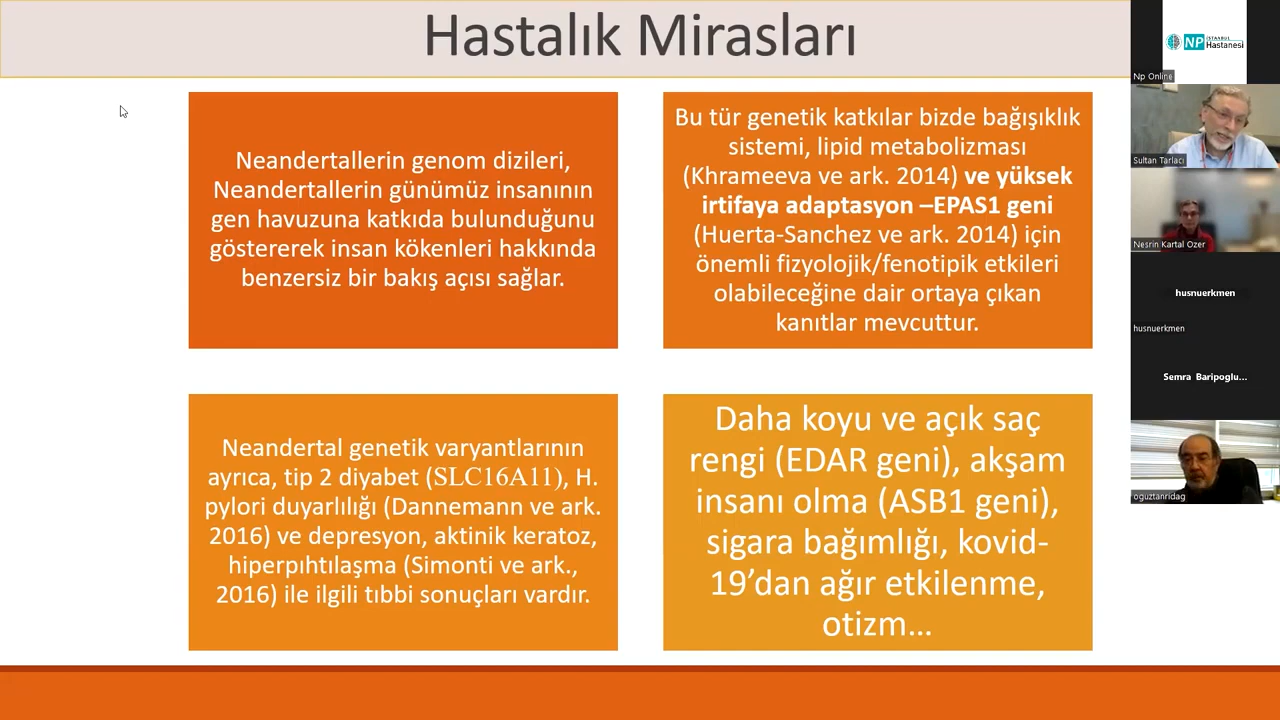 Hastalık Mirasları
Neandertallerin genom dizileri,
Neandertallerin günümüz insanının
gen havuzuna katkıda bulunduğunu
göstererek insan kökenleri hakkında
benzersiz bir bakış açısı sağlar.
Bu tür genetik katkılar bizde bağışıklık
sistemi, lipid metabolizması
(Khrameeva ve ark. 2014) ve yüksek
irtifaya adaptasyon –EPAS1 geni
(Huerta-Sanchez ve ark. 2014) için
önemli fizyolojik/fenotipik etkileri
olabileceğine dair ortaya çıkan
kanıtlar mevcuttur.
Neandertal genetik varyantlarının
ayrıca, tip 2 diyabet (SLC16A11), H.
pylori duyarlılığı (Dannemann ve ark.
2016) ve depresyon, aktinik keratoz,
hiperpıhtılaşma (Simonti ve ark.,
2016) ile ilgili tıbbi sonuçları vardır.
Daha koyu ve açık saç
rengi (EDAR geni), akşam
insanı olma (ASB1 geni),
sigara bağımlığı, kovid-
19’dan ağır etkilenme,
otizm...
NP İSTANBUL
Hastanesi
Np Online
Sultan Tarlacı
Nesrin Kartal Ozer
husnuerkmen
husnuerkmen
Semra Baripoglu...
oguztanridag